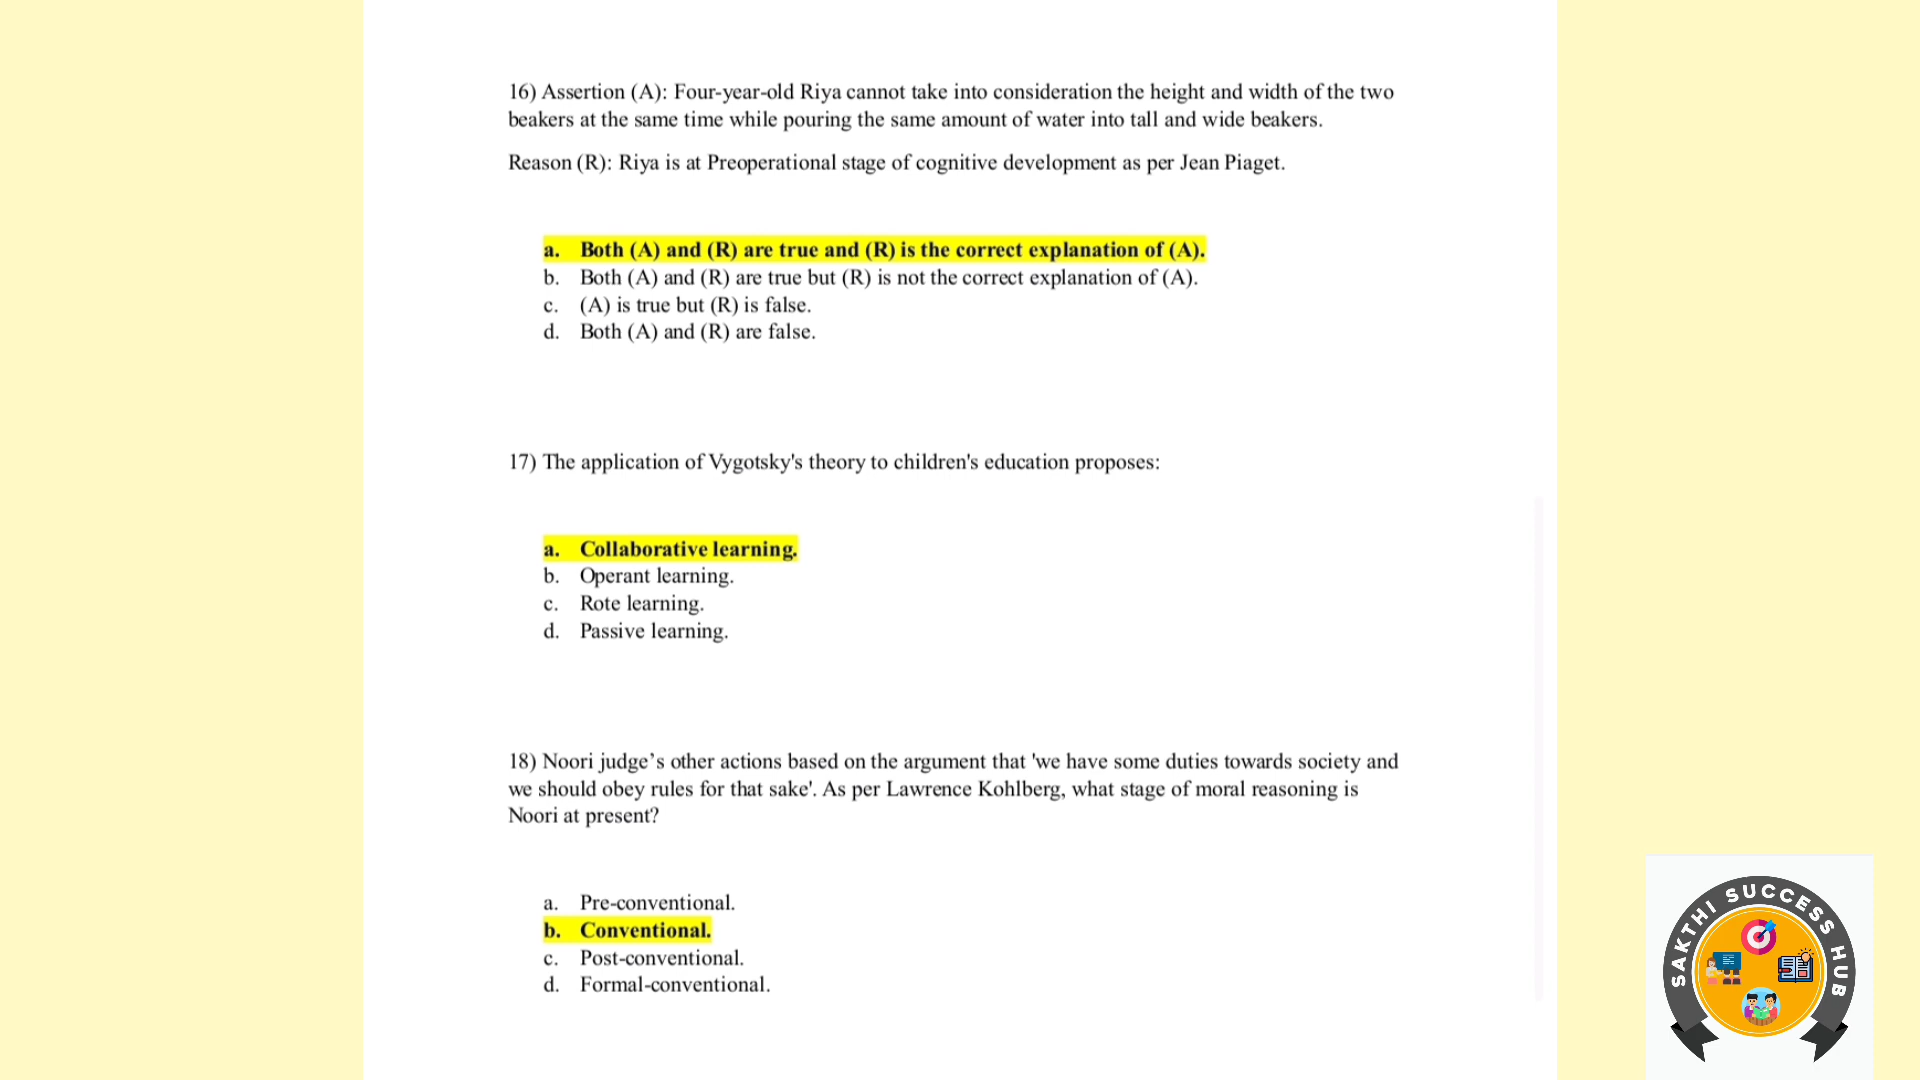 16) Assertion (A): Four-year-old Riya cannot take into consideration the height and width of the two
beakers at the same time while pouring the same amount of water into tall and wide beakers.
Reason (R): Riya is at Preoperational stage of cognitive development as per Jean Piaget.
a. Both (A) and (R) are true and (R) is the correct explanation of (A).
b. Both (A) and (R) are true but (R) is not the correct explanation of (A).
c. (A) is true but (R) is false.
d. Both (A) and (R) are false.
17) The application of Vygotsky's theory to children's education proposes:
a. Collaborative learning.
b. Operant learning.
c. Rote learning.
d. Passive learning.
18) Noori judge’s other actions based on the argument that 'we have some duties towards society and
we should obey rules for that sake'. As per Lawrence Kohlberg, what stage of moral reasoning is
Noori at present?
a. Pre-conventional.
b. Conventional.
c. Post-conventional.
d. Formal-conventional.
SAKTHI SUCCESS HUB